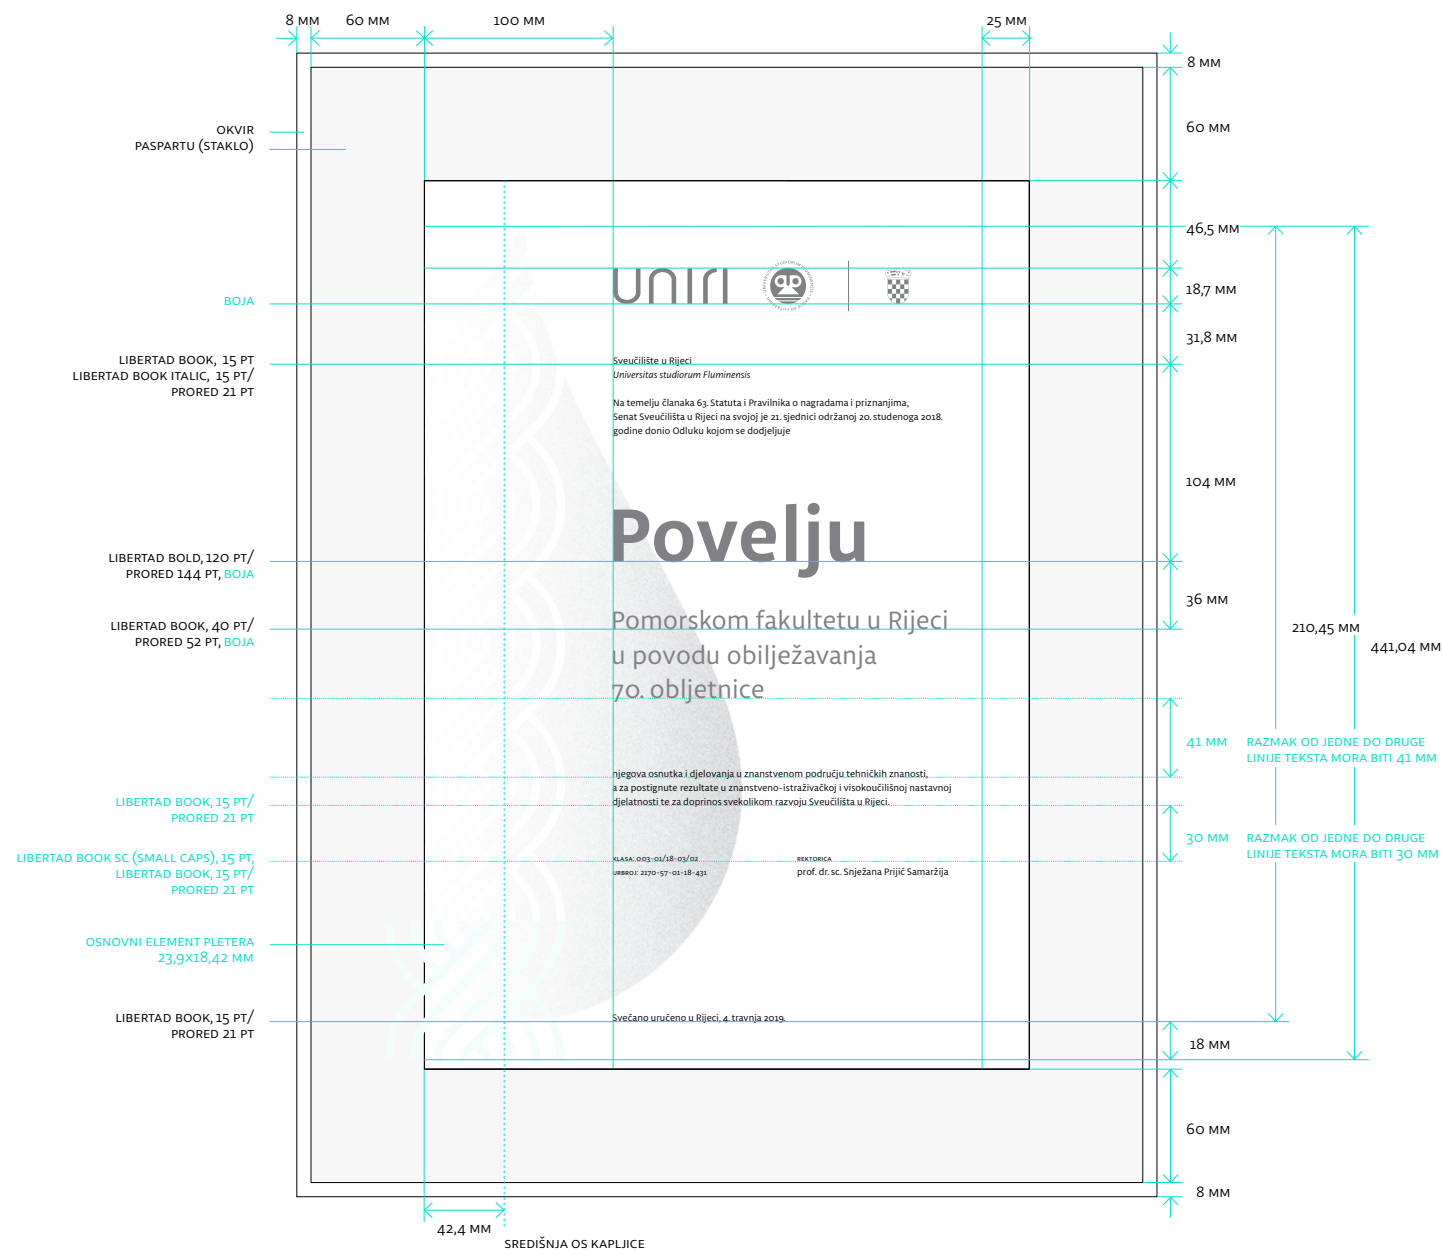 8 MM
60 MM
100 MM
25 MM
8 MM
60 MM
OKVIR
PASPARTU (STAKLO)
46,5 MM
uniri
BOJA
18,7 MM
31,8 MM
LIBERTAD BOOK, 15 PT
LIBERTAD BOOK ITALIC, 15 PT/
PRORED 21 PT
Sveučilište u Rijeci
Universitas studiorum Fluminensis
Na temelju članaka 63. Statuta i Pravilnika o nagradama i priznanjima,
Senat Sveučilišta u Rijeci na svojoj je 21. sjednici održanoj 20. studenoga 2018.
godine donio Odluku kojom se dodjeljuje
104 MM
Povelju
LIBERTAD BOLD, 120 PT/
PRORED 144 PT, BOJA
36 MM
LIBERTAD BOOK, 40 PT/
PRORED 52 PT, BOJA
Pomorskom fakultetu u Rijeci
u povodu obilježavanja
70. obljetnice
210,45 MM
441,04 MM
41 MM
RAZMAK OD JEDNE DO DRUGE
LINIJE TEKSTA MORA BITI 41 MM
njegova osnutka i djelovanja u znanstvenom području tehničkih znanosti,
a za postignute rezultate u znanstveno-istraživačkoj i visokoučilišnoj nastavnoj
djelatnosti te za doprinos svekolikom razvoju Sveučilišta u Rijeci.
LIBERTAD BOOK, 15 PT/
PRORED 21 PT
30 MM
RAZMAK OD JEDNE DO DRUGE
LINIJE TEKSTA MORA BITI 30 MM
LIBERTAD BOOK SC (SMALL CAPS), 15 PT,
LIBERTAD BOOK, 15 PT/
PRORED 21 PT
KLASA: 003-01/18-03/02
URBROJ: 2170-57-01-18-431
REKTORICA
prof. dr. sc. Snježana Prijić Samaržija
OSNOVNI ELEMENT PLETERA
23,9X18,42 MM
LIBERTAD BOOK, 15 PT/
PRORED 21 PT
Svečano uručeno u Rijeci, 4. travnja 2019.
18 MM
60 MM
8 MM
42,4 MM
SREDIŠNJA OS KAPLJICE